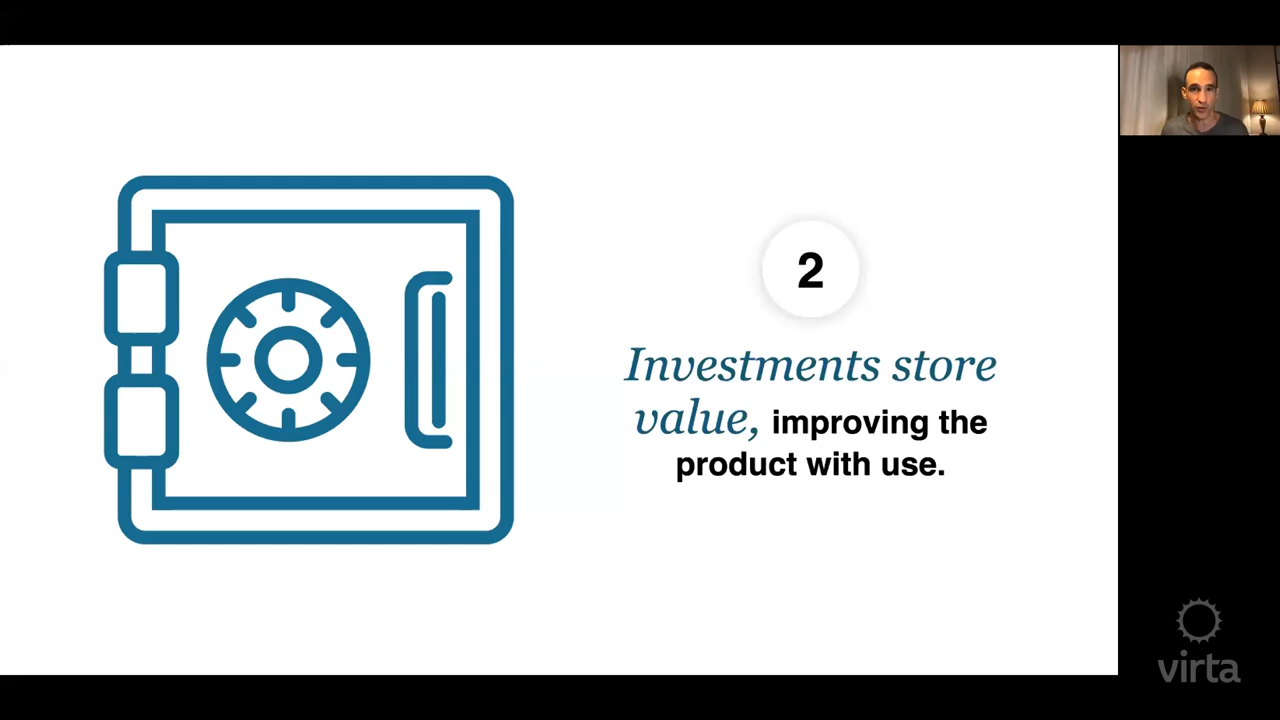 2
Investments store
value, improving the
product with use.
virta